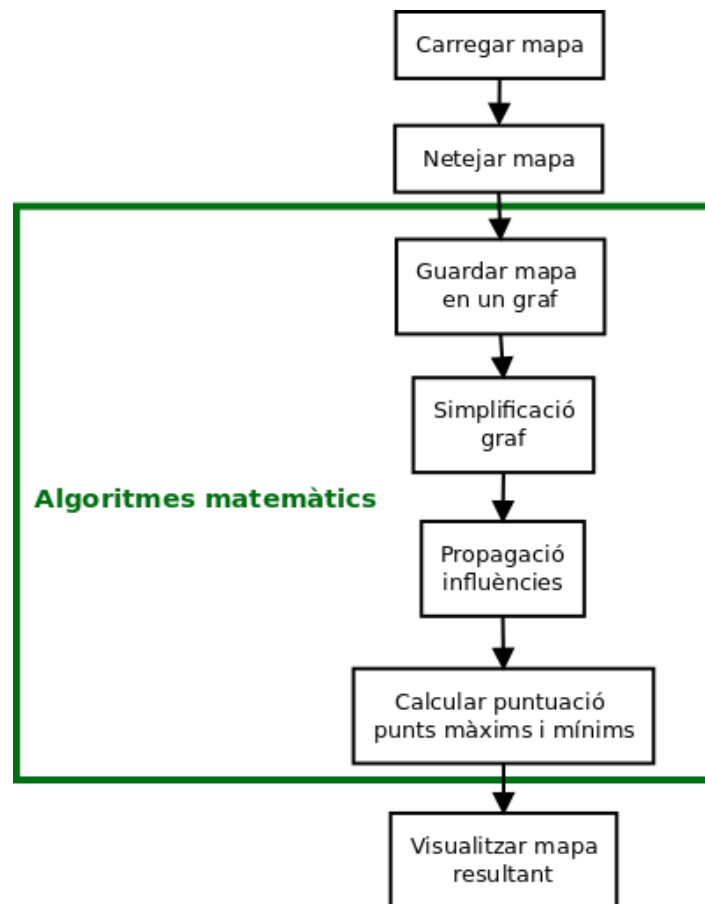 Carregar mapa
Netejar mapa
Guardar mapa
en un graf
Simplificació
graf
Algoritmes matemàtics
Propagació
influències
Calcular puntuació
punts màxims i mínims
Visualitzar mapa
resultant